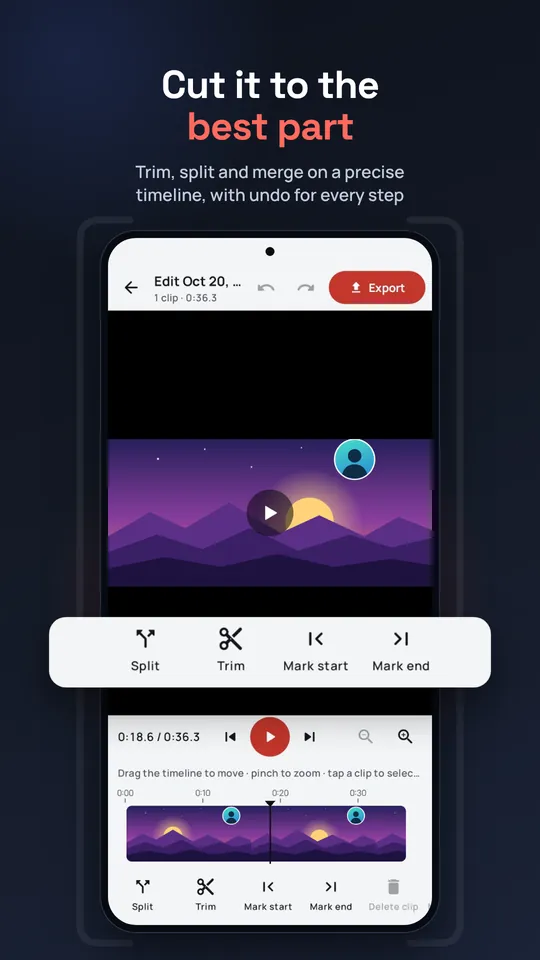 Cut it to the
best part
Trim, split and merge on a precise
timeline, with undo for every step
Edit Oct 20, ...
1 clip · 0:36.3
Export
Split
Trim
Mark start
Mark end
0:18.6 / 0:36.3
Drag the timeline to move · pinch to zoom · tap a clip to selec...
0:00
0:10
0:20
0:30
Split
Trim
Mark start
Mark end
Delete clip